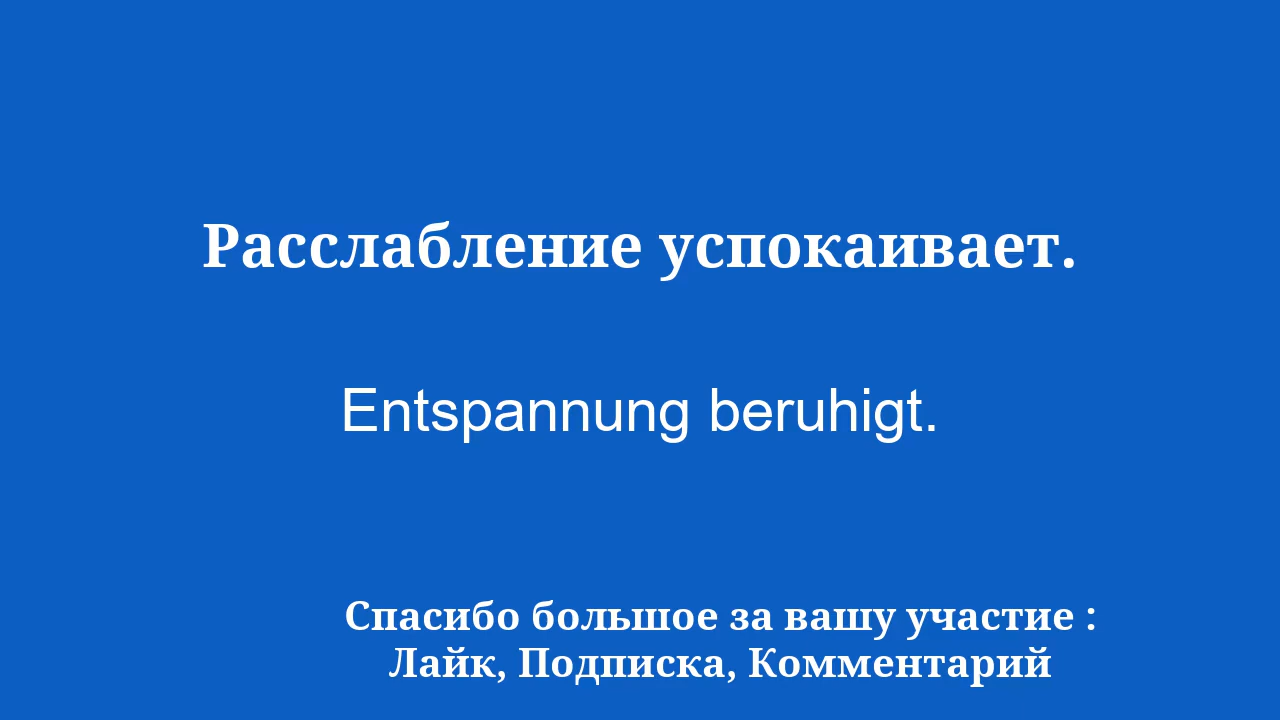 Расслабление успокаивает.
Entspannung beruhigt.
Спасибо большое за вашу участие :
Лайк, Подписка, Комментарий